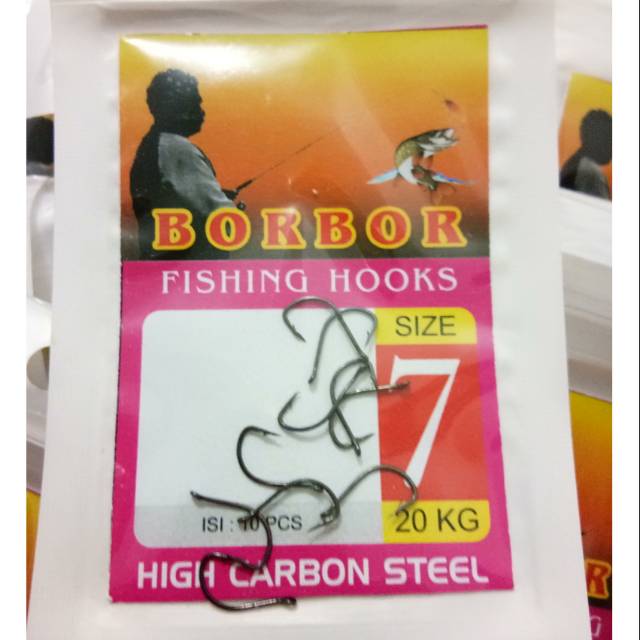 BORBOR
FISHING HOOKS
SIZE
7
ISI : 10 PCS
20 KG
HIGH CARBON STEEL
R
G